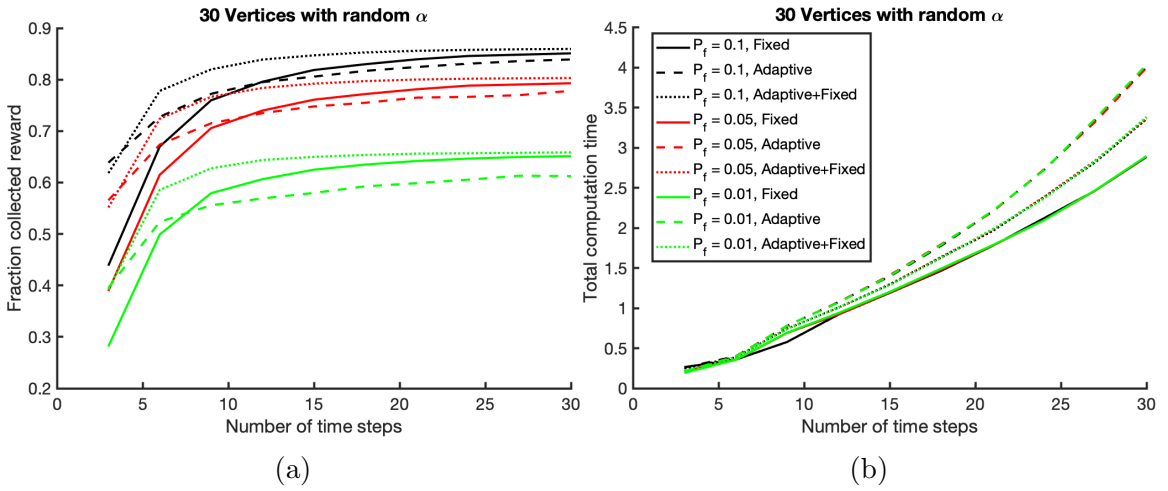 30 Vertices with random α
Fraction collected reward
0.9
0.8
0.7
0.6
0.5
0.4
0.3
0.2
0 5 10 15 20 25 30
Number of time steps
(a)
30 Vertices with random α
Total computation time
4.5
4
3.5
3
2.5
2
1.5
1
0.5
0
P_f = 0.1, Fixed
P_f = 0.1, Adaptive
P_f = 0.1, Adaptive+Fixed
P_f = 0.05, Fixed
P_f = 0.05, Adaptive
P_f = 0.05, Adaptive+Fixed
P_f = 0.01, Fixed
P_f = 0.01, Adaptive
P_f = 0.01, Adaptive+Fixed
0 5 10 15 20 25 30
Number of time steps
(b)